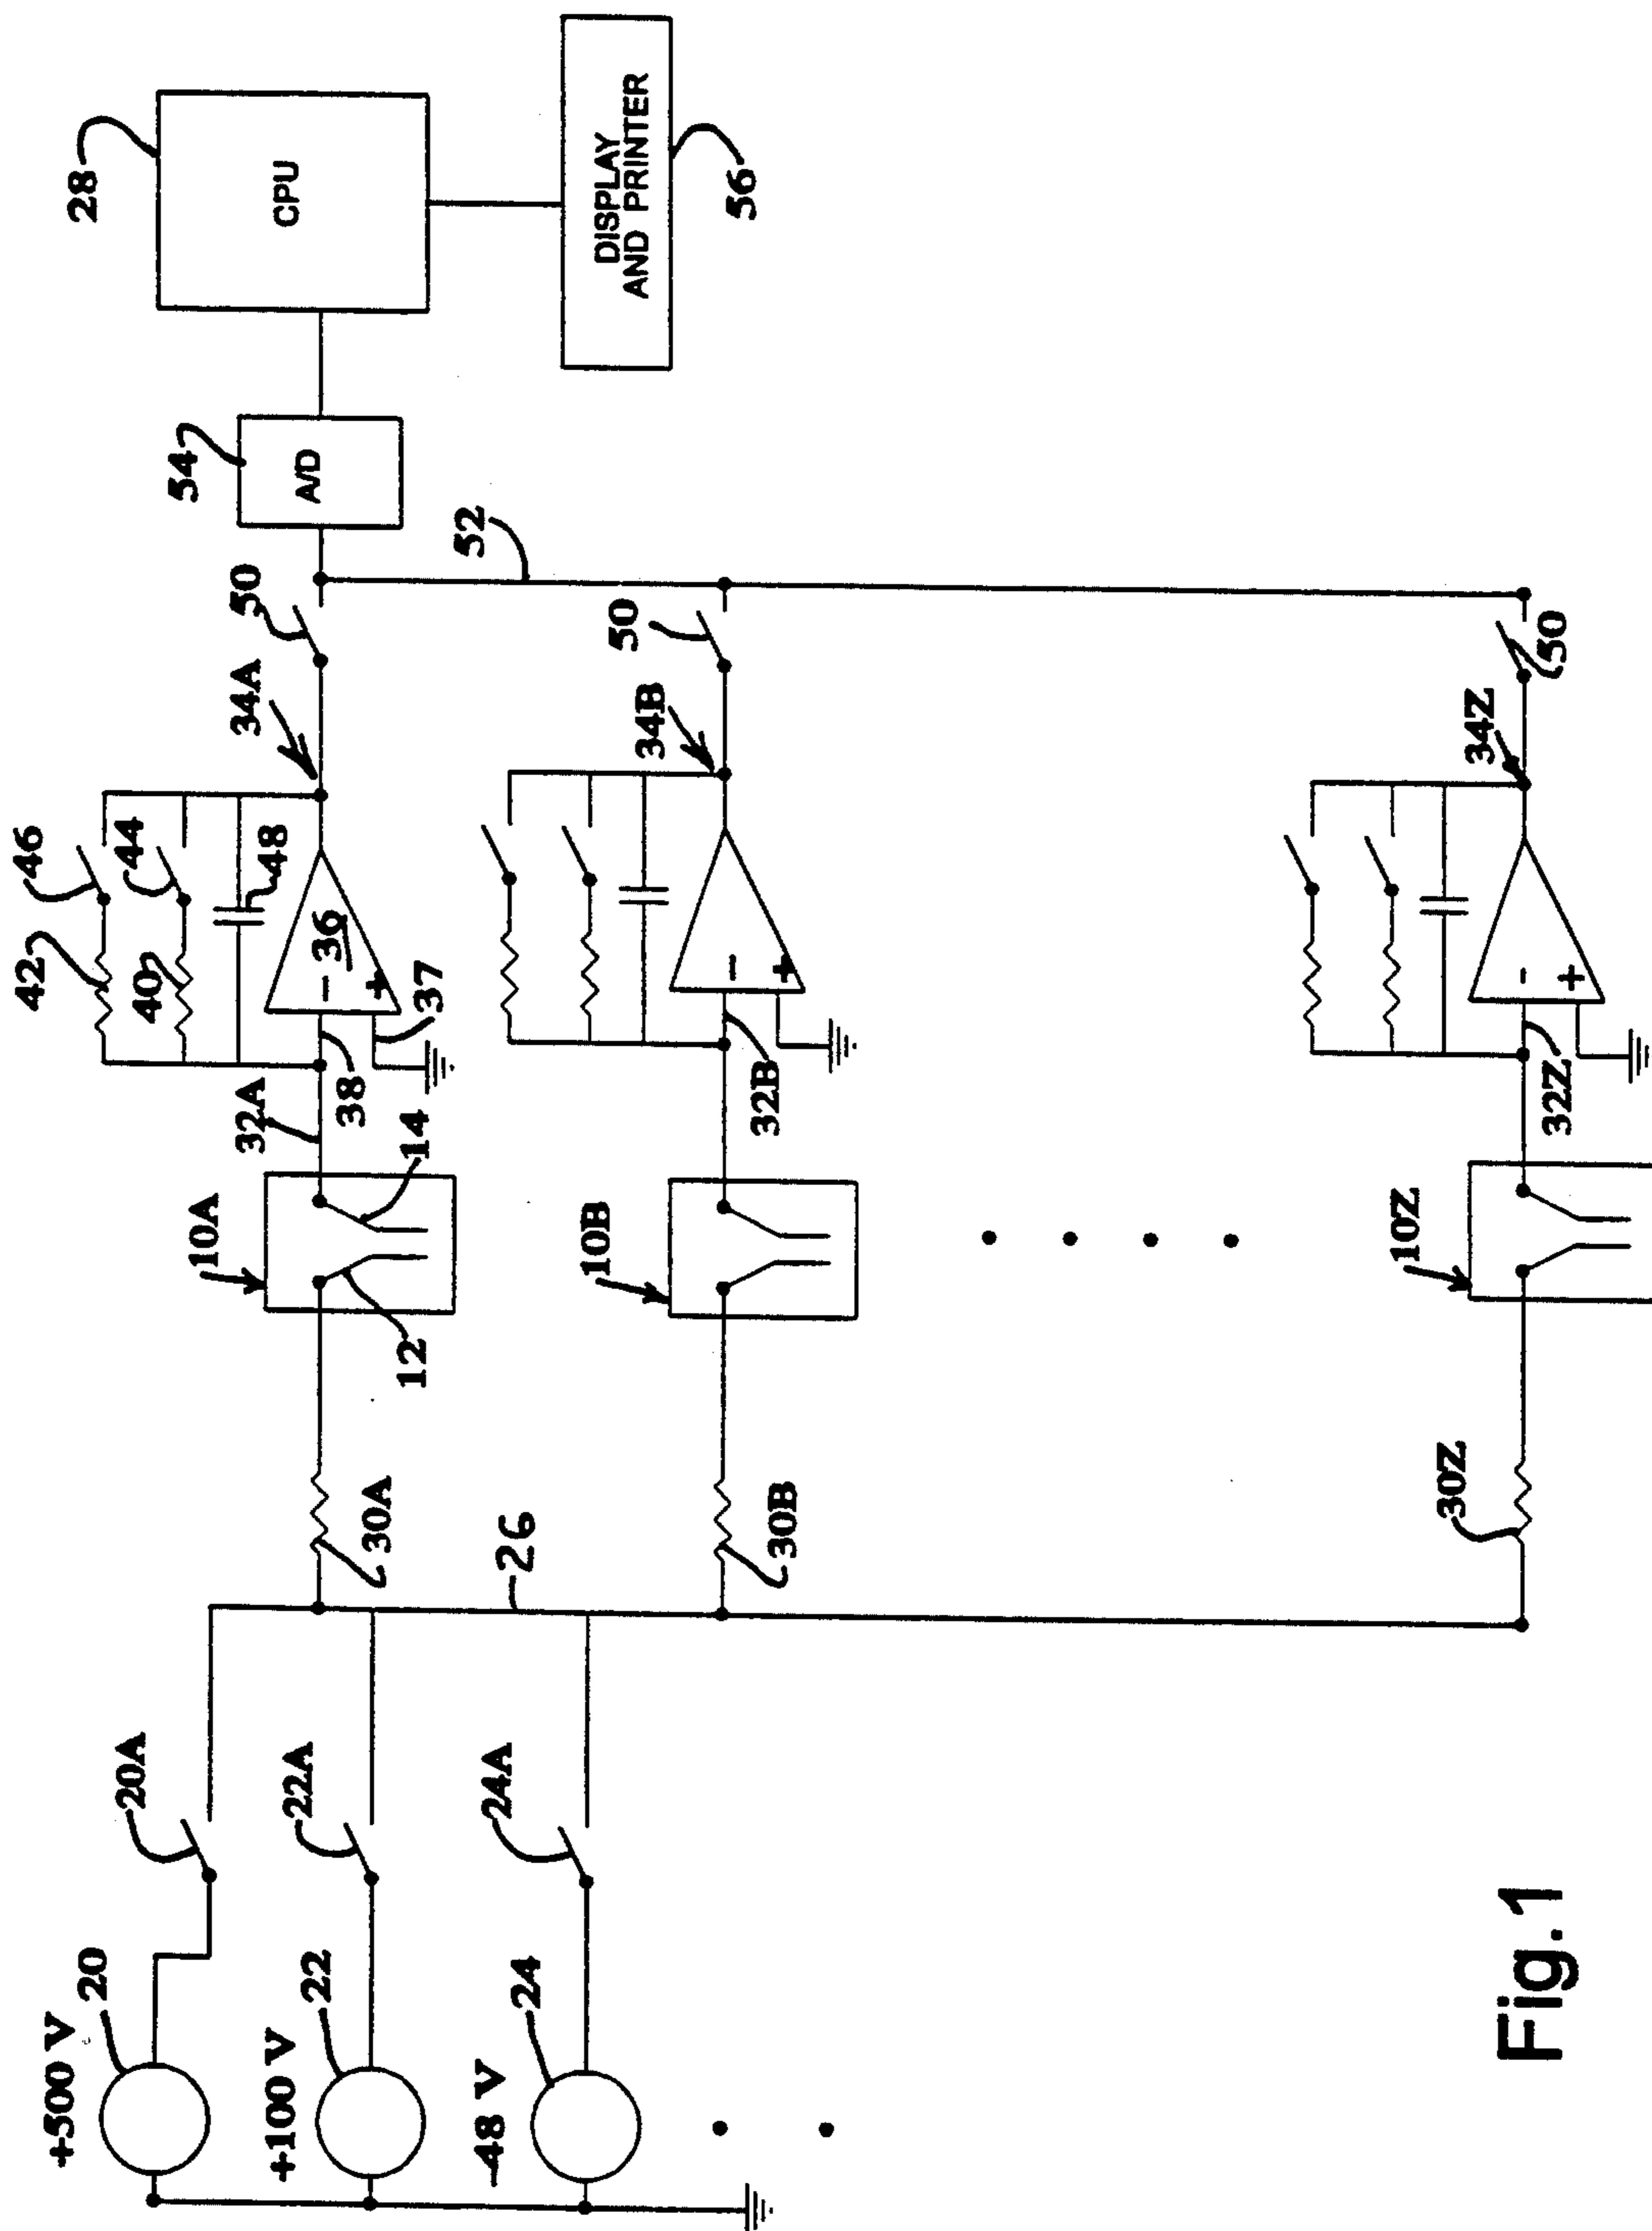 +500 V
20
20A
+100 V
22
22A
-48 V
24
24A
26
30A
10A
12
14
32A
38
37
- 36
+
42
46
40
44
48
34A
50
52
54
A/D
28
CPU
DISPLAY
AND PRINTER
56
30B
10B
32B
-
+
34B
50
30Z
10Z
32Z
-
+
34Z
50
Fig.1